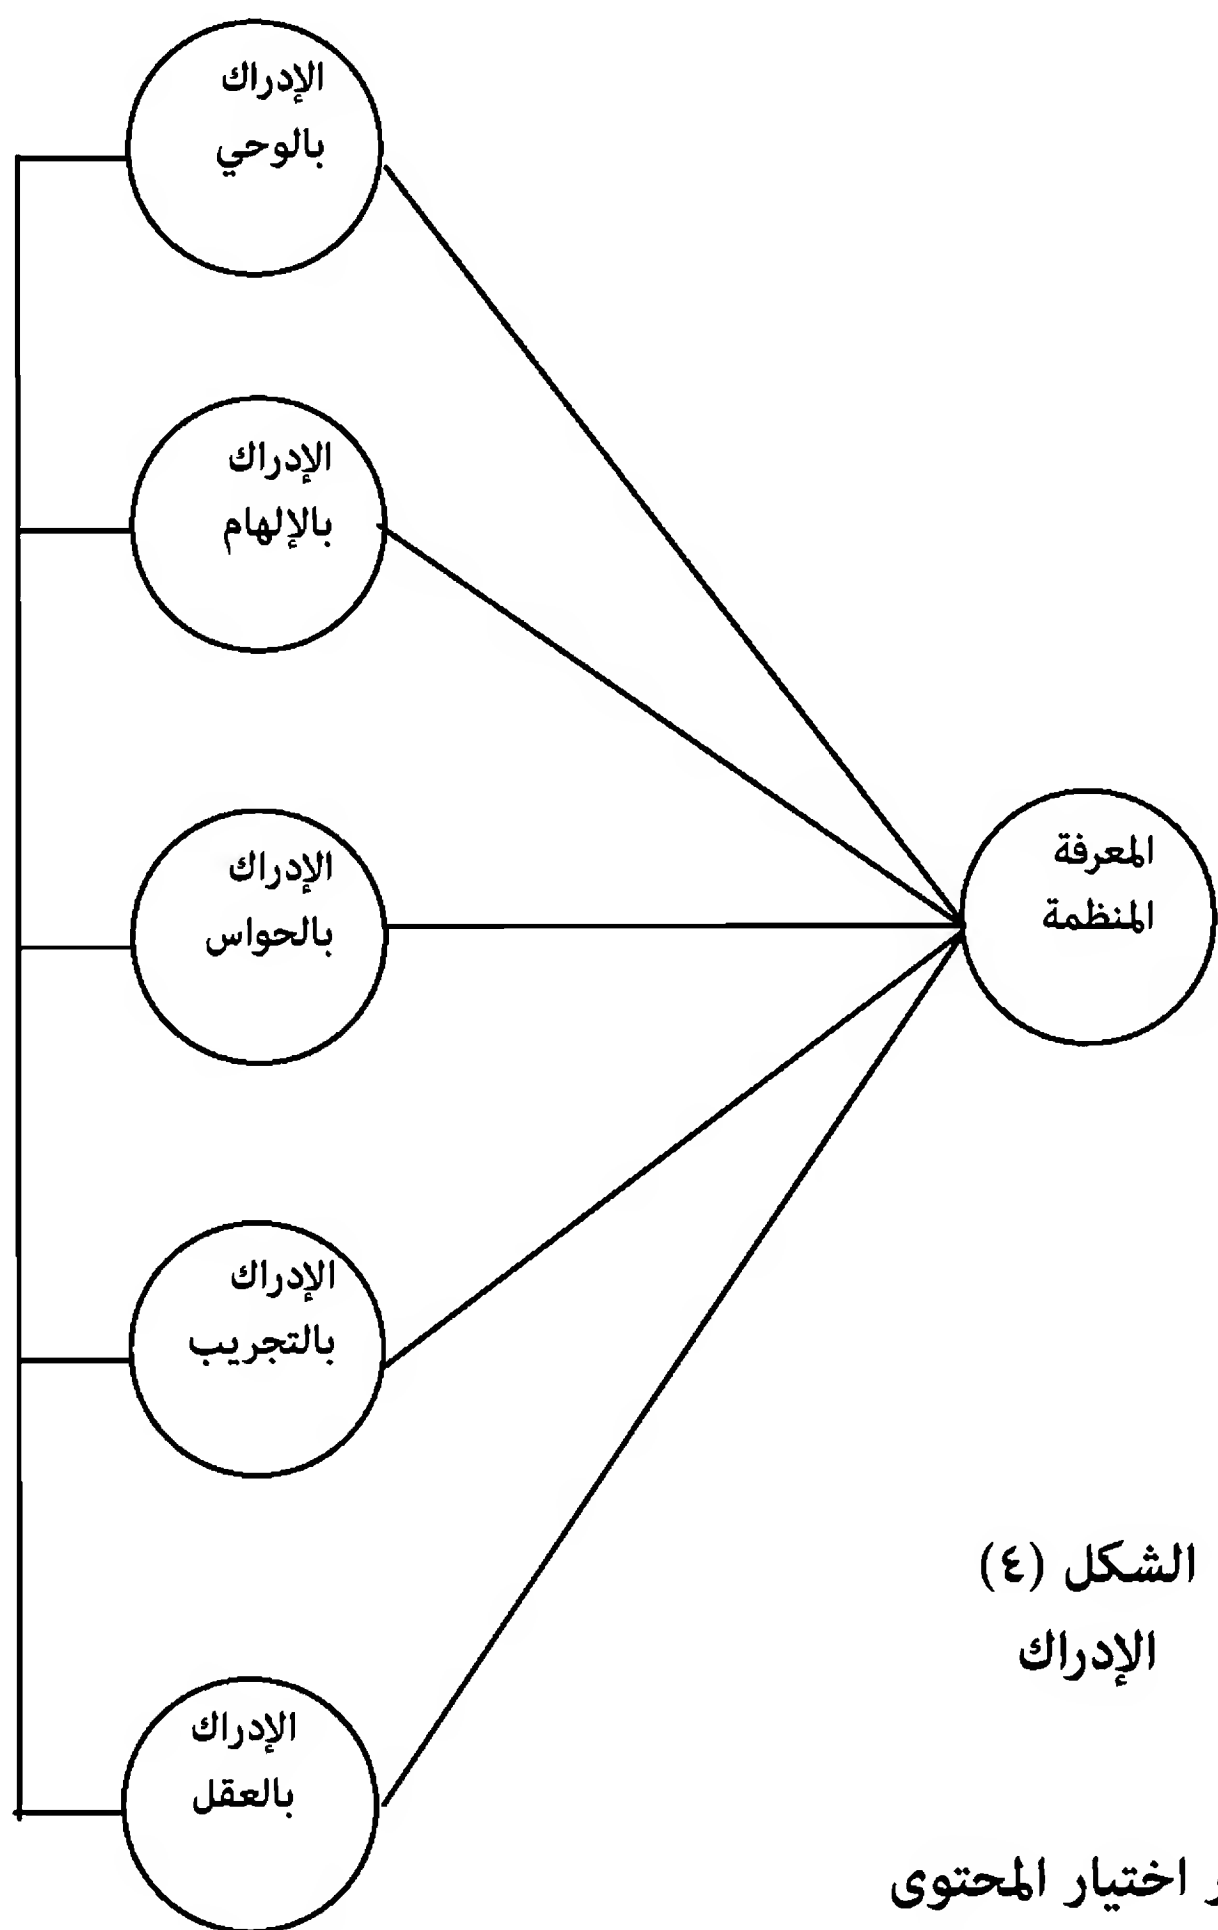 الإدراك
بالوحي
الإدراك
بالإلهام
الإدراك
بالحواس
المعرفة
المنظمة
الإدراك
بالتجريب
الشكل (٤)
الإدراك
الإدراك
بالعقل
اختيار المحتوى